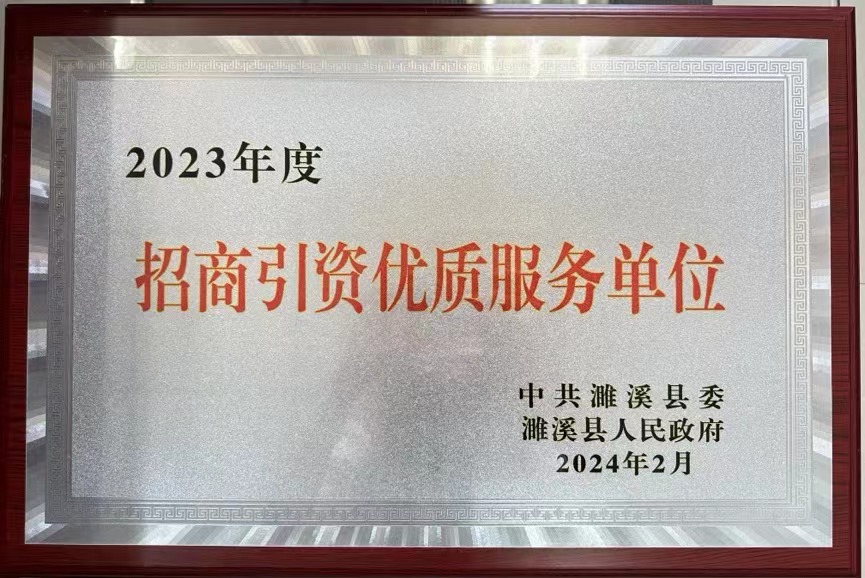 2023年度
招商引资优质服务单位
中共濉溪县委
濉溪县人民政府
2024年2月